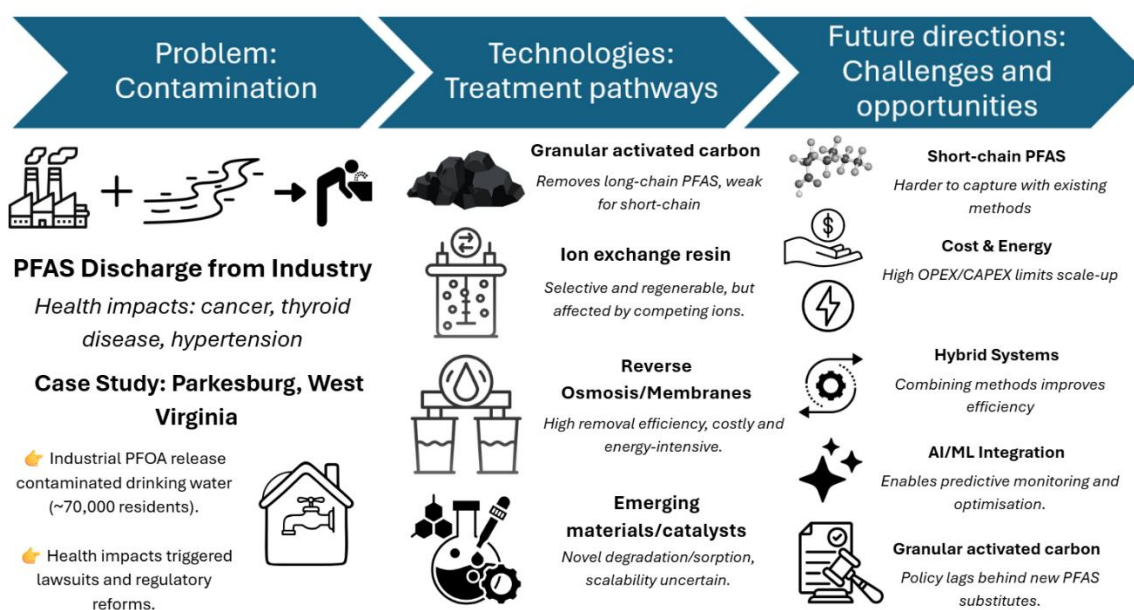 Problem:
Contamination
PFAS Discharge from Industry
Health impacts: cancer, thyroid
disease, hypertension
Case Study: Parkesburg, West
Virginia
👉 Industrial PFOA release
contaminated drinking water
(~70,000 residents).
👉 Health impacts triggered
lawsuits and regulatory
reforms.
Technologies:
Treatment pathways
Granular activated carbon
Removes long-chain PFAS, weak
for short-chain
Ion exchange resin
Selective and regenerable, but
affected by competing ions.
Reverse
Osmosis/Membranes
High removal efficiency, costly and
energy-intensive.
Emerging
materials/catalysts
Novel degradation/sorption,
scalability uncertain.
Future directions:
Challenges and
opportunities
Short-chain PFAS
Harder to capture with existing
methods
$
Cost & Energy
High OPEX/CAPEX limits scale-up
Hybrid Systems
Combining methods improves
efficiency
AI/ML Integration
Enables predictive monitoring and
optimisation.
Granular activated carbon
Policy lags behind new PFAS
substitutes.